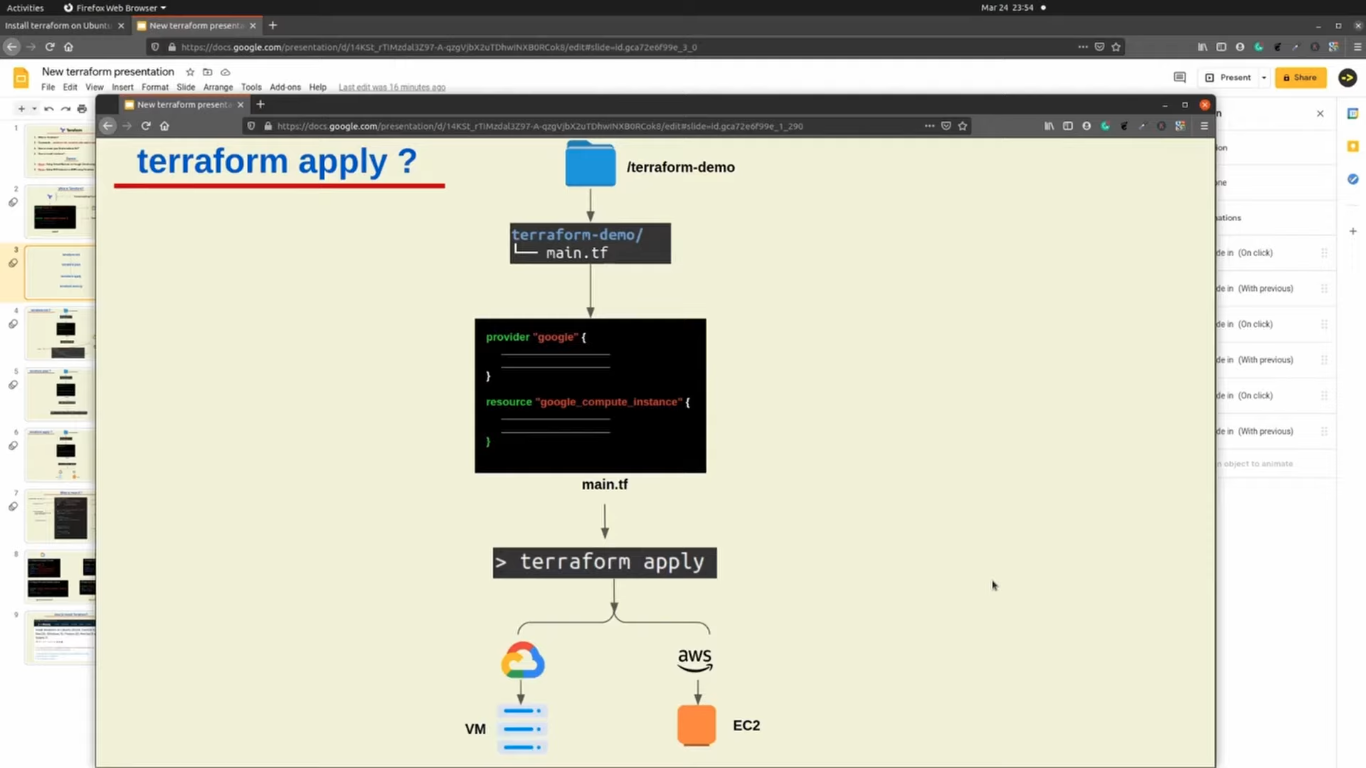 Activities
Firefox Web Browser
Mar 24 23:54
Install terraform on Ubuntu
New terraform present
https://docs.google.com/presentation/d/14KSt_rTiMzdal3Z97-A-qzgVjbX2uTDhwINXB0RCok8/edit#slide=id.gca72e6f99e_3_0
New terraform presentation
Present
Share
File Edit View Insert Format Slide Arrange Tools Add-ons Help Last edit was 16 minutes ago
New terraform present
https://docs.google.com/presentation/d/14KSt_rTiMzdal3Z97-A-qzgVjbX2uTDhwINXB0RCok8/edit#slide=id.gca72e6f99e_1_290
terraform apply ?
/terraform-demo
terraform-demo/
└── main.tf
provider "google" {
}
resource "google_compute_instance" {
}
main.tf
> terraform apply
aws
VM
EC2
1
2
3
4
5
6
7
8
9
de in (On click)
de in (With previous)
de in (On click)
de in (With previous)
de in (On click)
de in (With previous)
n object to animate